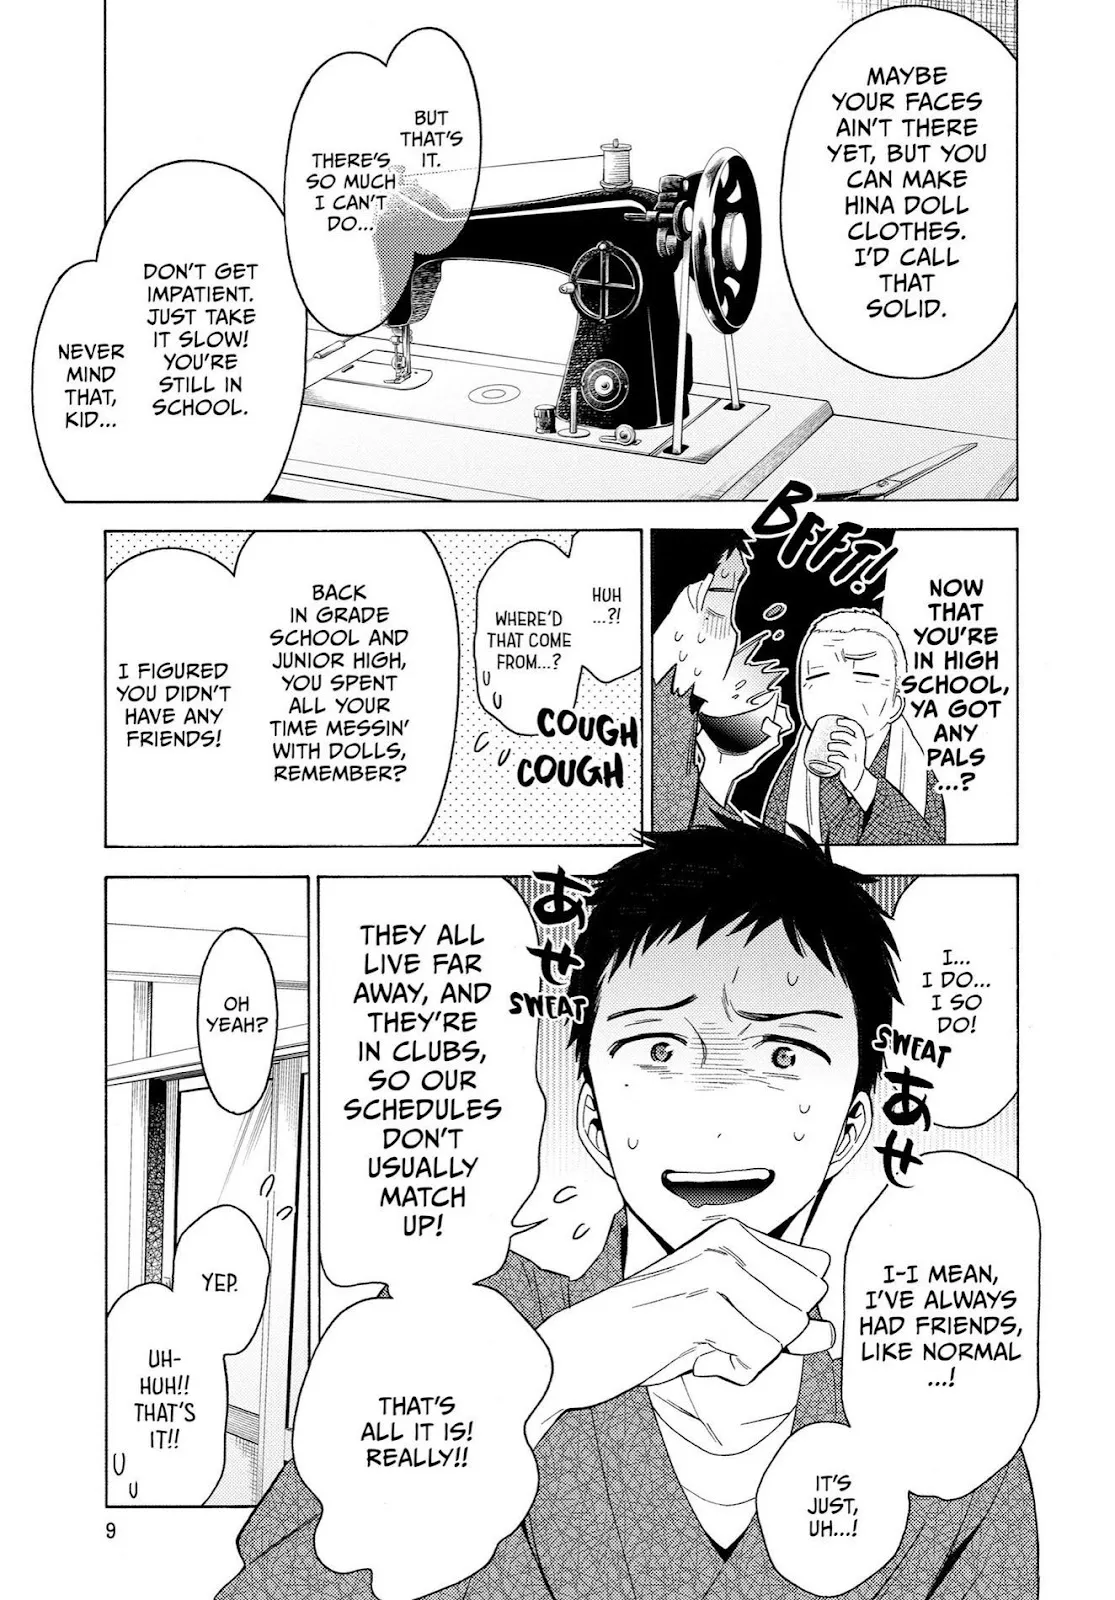 MAYBE
YOUR FACES
AIN'T THERE
YET, BUT YOU
CAN MAKE
HINA DOLL
CLOTHES.
I'D CALL
THAT
SOLID.
BUT
THAT'S
IT.
THERE'S
SO MUCH
I CAN'T
DO...
DON'T GET
IMPATIENT.
JUST TAKE
IT SLOW!
YOU'RE
STILL IN
SCHOOL.
NEVER
MIND
THAT,
KID...
NOW
THAT
YOU'RE
IN HIGH
SCHOOL,
YA GOT
ANY
PALS
...?
BFFFT!
HUH
...?!
WHERE'D
THAT COME
FROM...?
COUGH
COUGH
BACK
IN GRADE
SCHOOL AND
JUNIOR HIGH,
YOU SPENT
ALL YOUR
TIME MESSIN'
WITH DOLLS,
REMEMBER?
I FIGURED
YOU DIDN'T
HAVE ANY
FRIENDS!
I...
I DO...
I SO
DO!
SWEAT
あせ
I-I MEAN,
I'VE ALWAYS
HAD FRIENDS,
LIKE NORMAL
...!
IT'S
JUST,
UH...!
あせ
SWEAT
THEY ALL
LIVE FAR
AWAY, AND
THEY'RE
IN CLUBS,
SO OUR
SCHEDULES
DON'T
USUALLY
MATCH
UP!
THAT'S
ALL IT IS!
REALLY!!
OH
YEAH?
YEP.
UH-
HUH!!
THAT'S
IT!!
9